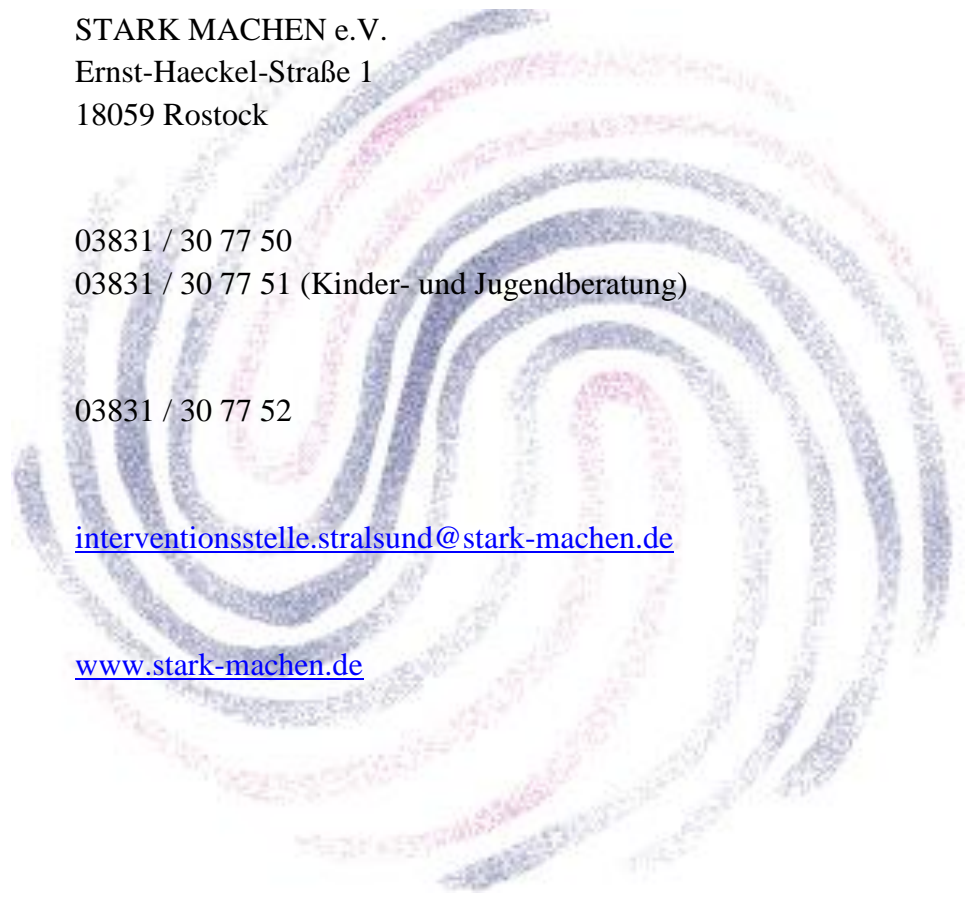 STARK MACHEN e.V.
Ernst-Haeckel-Straße 1
18059 Rostock
03831 / 30 77 50
03831 / 30 77 51 (Kinder- und Jugendberatung)
03831 / 30 77 52
interventionsstelle.stralsund@stark-machen.de
www.stark-machen.de